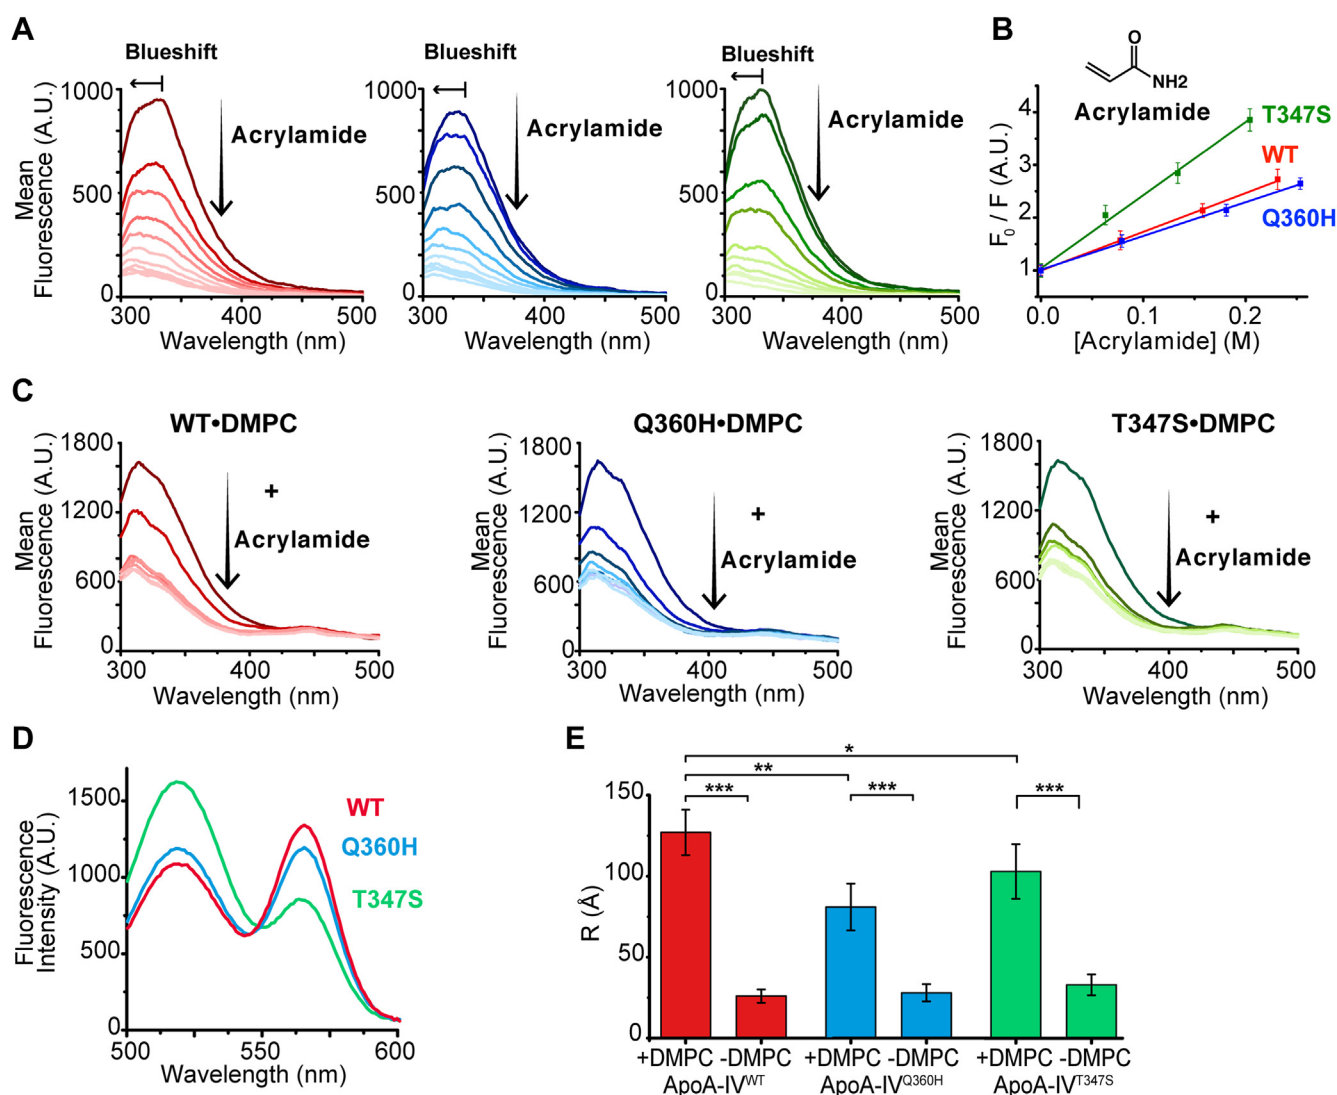 A
Blueshift
Mean
Fluorescence (A.U.)
1000
500
0
Acrylamide
300
400
500
Wavelength (nm)
Blueshift
1000
500
0
Acrylamide
300
400
500
Wavelength (nm)
Blueshift
1000
500
0
Acrylamide
300
400
500
Wavelength (nm)
B
O
NH2
Acrylamide
F0 / F (A.U.)
4
3
2
1
T347S
WT
Q360H
0.0
0.1
0.2
[Acrylamide] (M)
C
WT•DMPC
Mean
Fluorescence (A.U.)
1800
1200
600
0
+
Acrylamide
300
400
500
Wavelength (nm)
Q360H•DMPC
Mean
Fluorescence (A.U.)
1800
1200
600
0
+
Acrylamide
300
400
500
Wavelength (nm)
T347S•DMPC
Mean
Fluorescence (A.U.)
1800
1200
600
0
+
Acrylamide
300
400
500
Wavelength (nm)
D
Fluorescence
Intensity (A.U.)
1500
1000
500
0
WT
Q360H
T347S
500
550
600
Wavelength (nm)
E
*
**
***
***
***
R (Å)
150
100
50
0
+DMPC -DMPC
ApoA-IVWT
+DMPC -DMPC
ApoA-IVQ360H
+DMPC -DMPC
ApoA-IVT347S